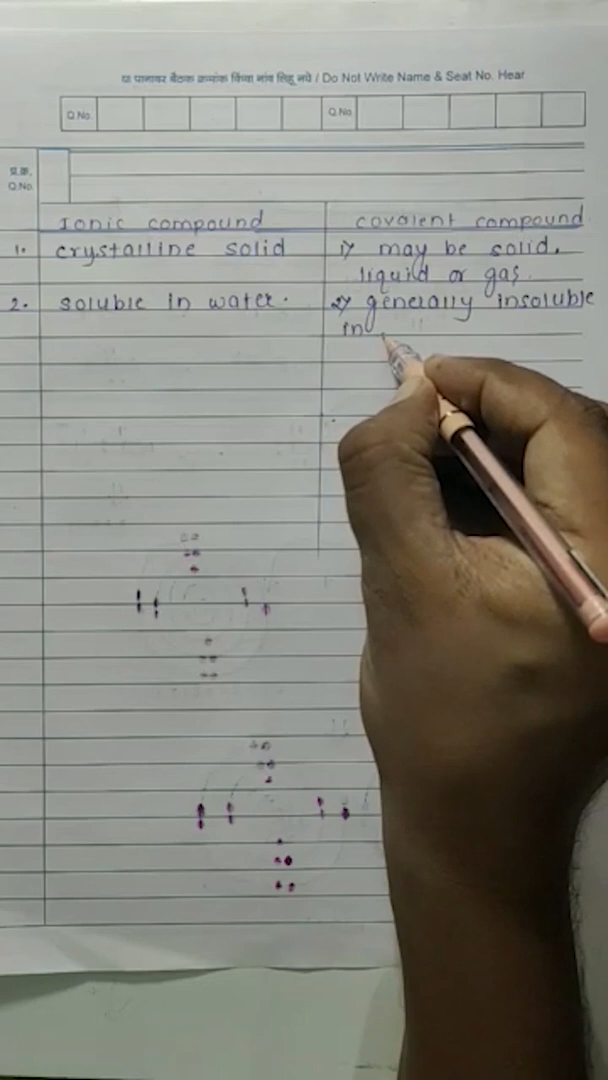 या पानावर बैठक क्रमांक किंवा नांव लिहू नये / Do Not Write Name & Seat No. Hear
Q.No. Q.No.
प्र.क्र.
Q.No.
Ionic compound covalent compound
1. crystalline solid 1) may be solid,
liquid or gas.
2. soluble in water. 2) generally insoluble
in